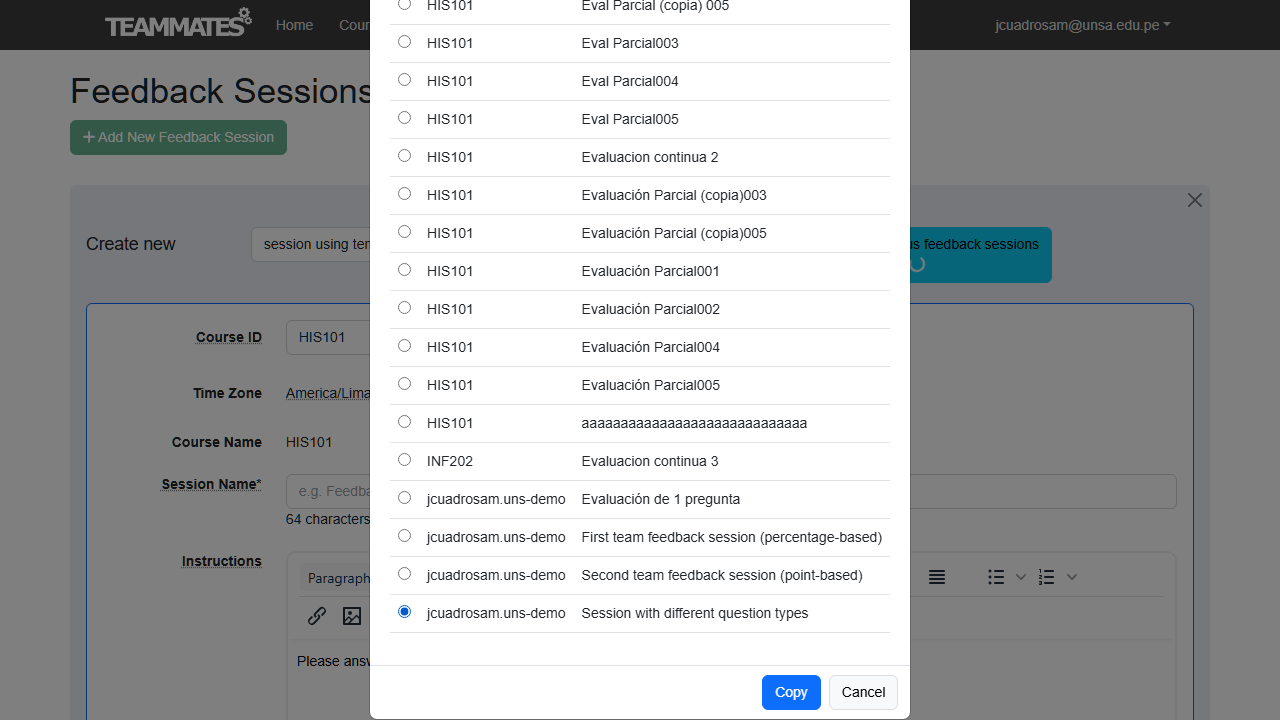 TEAMMATES Home Cour jcuadrosam@unsa.edu.pe
HIS101 Eval Parcial (copia) 005
HIS101 Eval Parcial003
Feedback Sessions
HIS101 Eval Parcial004
HIS101 Eval Parcial005
+ Add New Feedback Session
HIS101 Evaluacion continua 2
HIS101 Evaluación Parcial (copia)003
HIS101 Evaluación Parcial (copia)005
Create new session using ter us feedback sessions
HIS101 Evaluación Parcial001
HIS101 Evaluación Parcial002
Course ID HIS101
HIS101 Evaluación Parcial004
HIS101 Evaluación Parcial005
Time Zone America/Lima
HIS101 aaaaaaaaaaaaaaaaaaaaaaaaaaaaa
Course Name HIS101
INF202 Evaluacion continua 3
Session Name* e.g. Feedba
jcuadrosam.uns-demo Evaluación de 1 pregunta
64 characters
jcuadrosam.uns-demo First team feedback session (percentage-based)
Instructions
Paragraph
jcuadrosam.uns-demo Second team feedback session (point-based)
jcuadrosam.uns-demo Session with different question types
Please answ
Copy Cancel